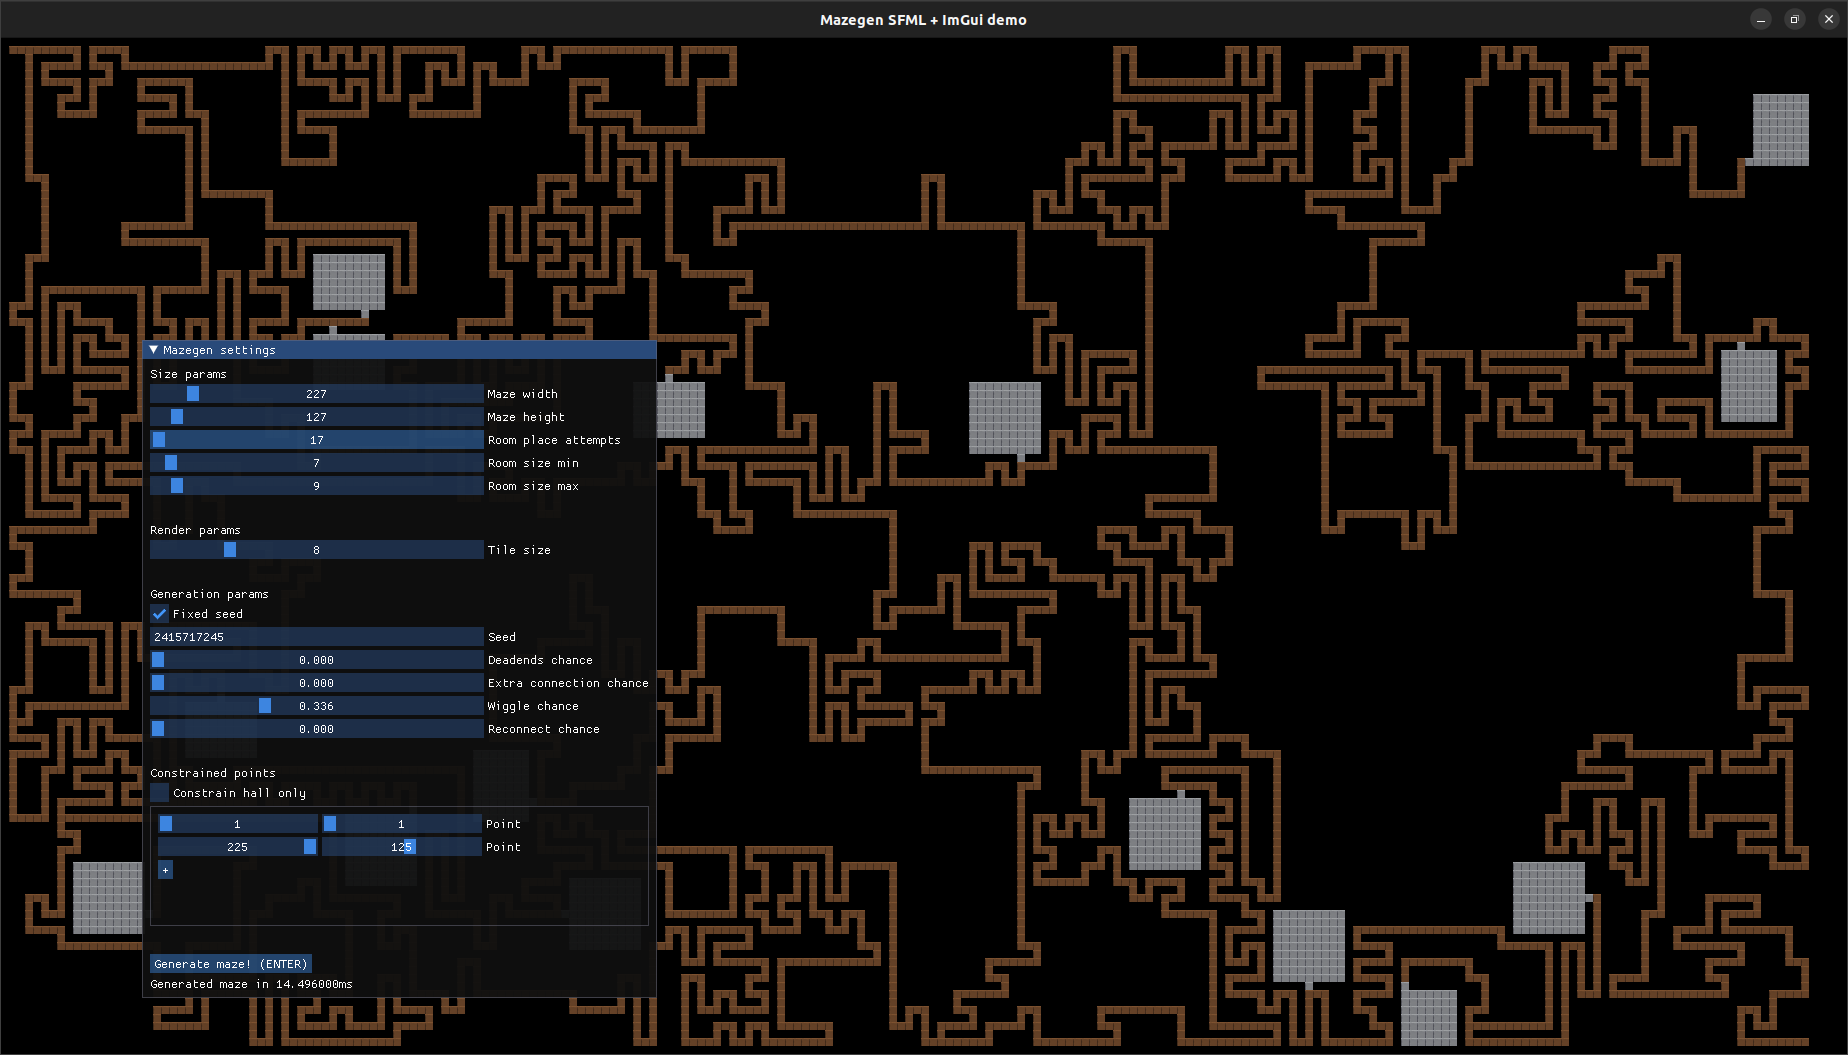 Mazegen SFML + ImGui demo
Mazegen settings
Size params
227 Maze width
127 Maze height
17 Room place attempts
7 Room size min
9 Room size max
Render params
8 Tile size
Generation params
Fixed seed
2415717245 Seed
0.000 Deadends chance
0.000 Extra connection chance
0.336 Wiggle chance
0.000 Reconnect chance
Constrained points
Constrain hall only
1 1 Point
225 125 Point
+
Generate maze! (ENTER)
Generated maze in 14.496000ms